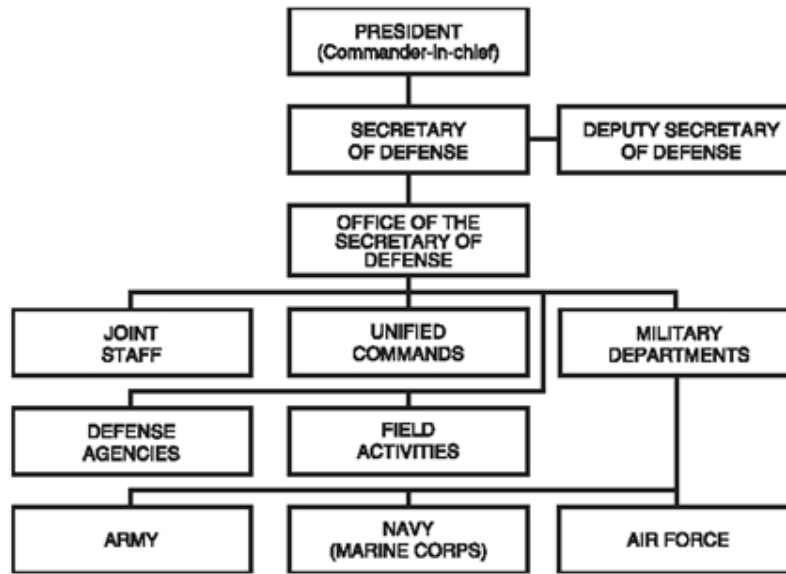 PRESIDENT
(Commander-in-chief)
SECRETARY
OF DEFENSE
DEPUTY SECRETARY
OF DEFENSE
OFFICE OF THE
SECRETARY OF
DEFENSE
JOINT
STAFF
UNIFIED
COMMANDS
MILITARY
DEPARTMENTS
DEFENSE
AGENCIES
FIELD
ACTIVITIES
ARMY
NAVY
(MARINE CORPS)
AIR FORCE